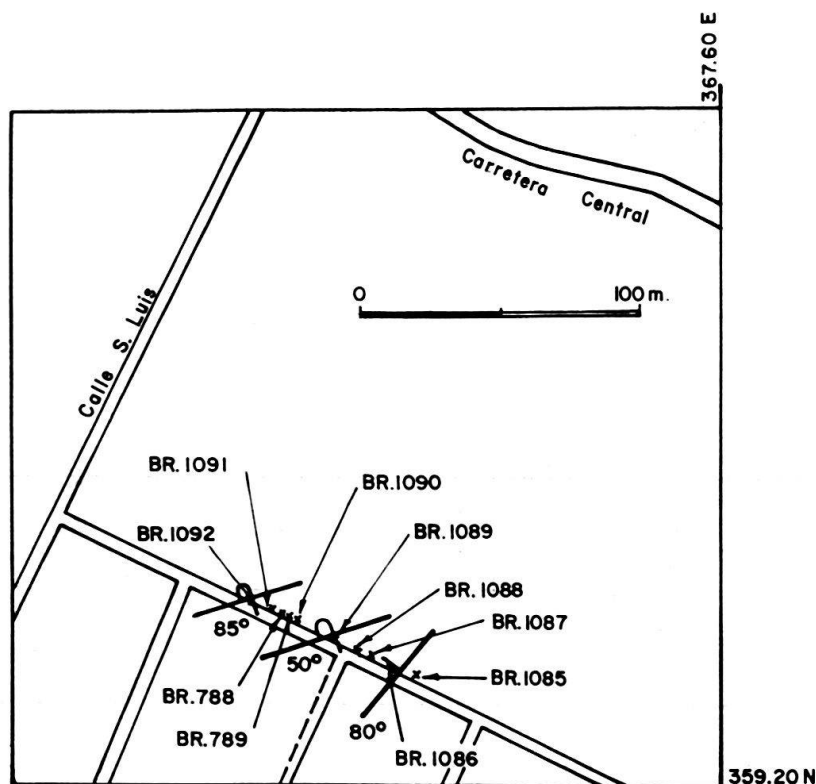 367.60 E
Carretera Central
0 100 m.
Calle S. Luis
BR.1091
BR.1090
BR.1092
BR.1089
BR.1088
BR.1087
85°
50°
BR.1085
BR.788
80°
BR.789
BR.1086
359.20 N